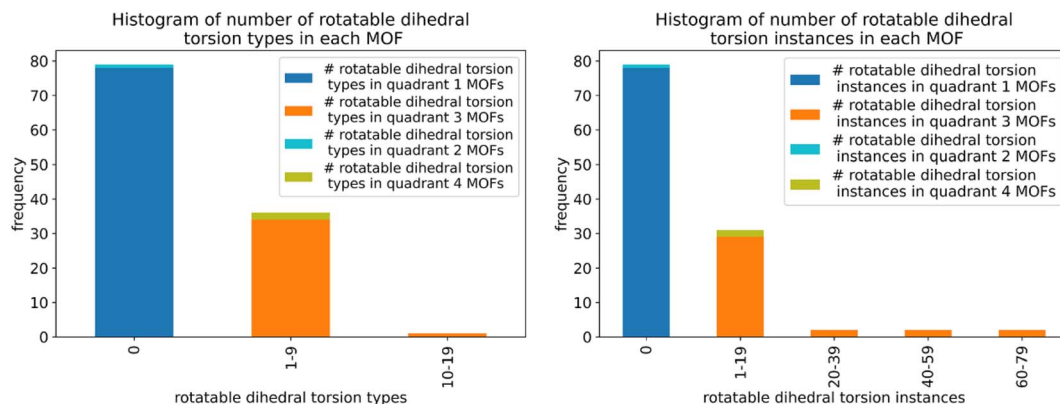 Histogram of number of rotatable dihedral
torsion types in each MOF
80
70
60
50
40
30
20
10
0
frequency
# rotatable dihedral torsion
types in quadrant 1 MOFs
# rotatable dihedral torsion
types in quadrant 3 MOFs
# rotatable dihedral torsion
types in quadrant 2 MOFs
# rotatable dihedral torsion
types in quadrant 4 MOFs
0
1-9
10-19
rotatable dihedral torsion types
Histogram of number of rotatable dihedral
torsion instances in each MOF
80
70
60
50
40
30
20
10
0
frequency
# rotatable dihedral torsion
instances in quadrant 1 MOFs
# rotatable dihedral torsion
instances in quadrant 3 MOFs
# rotatable dihedral torsion
instances in quadrant 2 MOFs
# rotatable dihedral torsion
instances in quadrant 4 MOFs
0
1-19
20-39
40-59
60-79
rotatable dihedral torsion instances